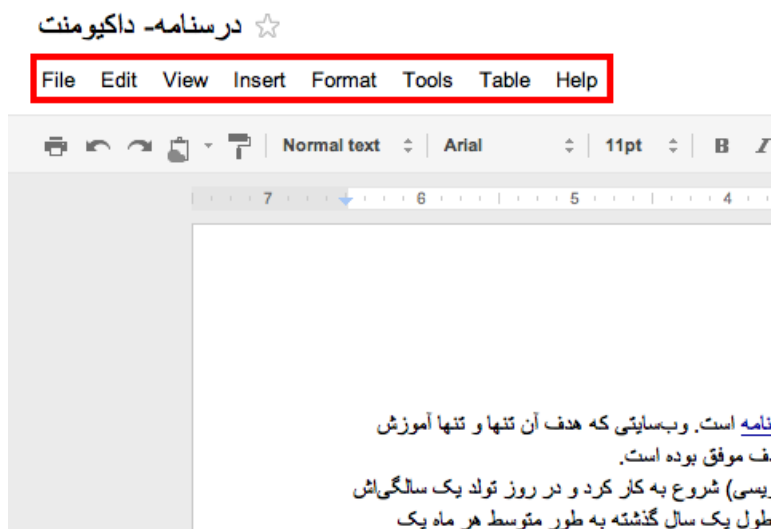 درسنامه- داکیومنت
File Edit View Insert Format Tools Table Help
Normal text Arial 11pt B I
7 6 5 4
نامه است. وب‌سایتی که هدف آن تنها و تنها آموزش
موفق بوده است.
شروع به کار کرد و در روز تولد یک سالگی‌اش
طول یک سال گذشته به طور متوسط هر ماه یک